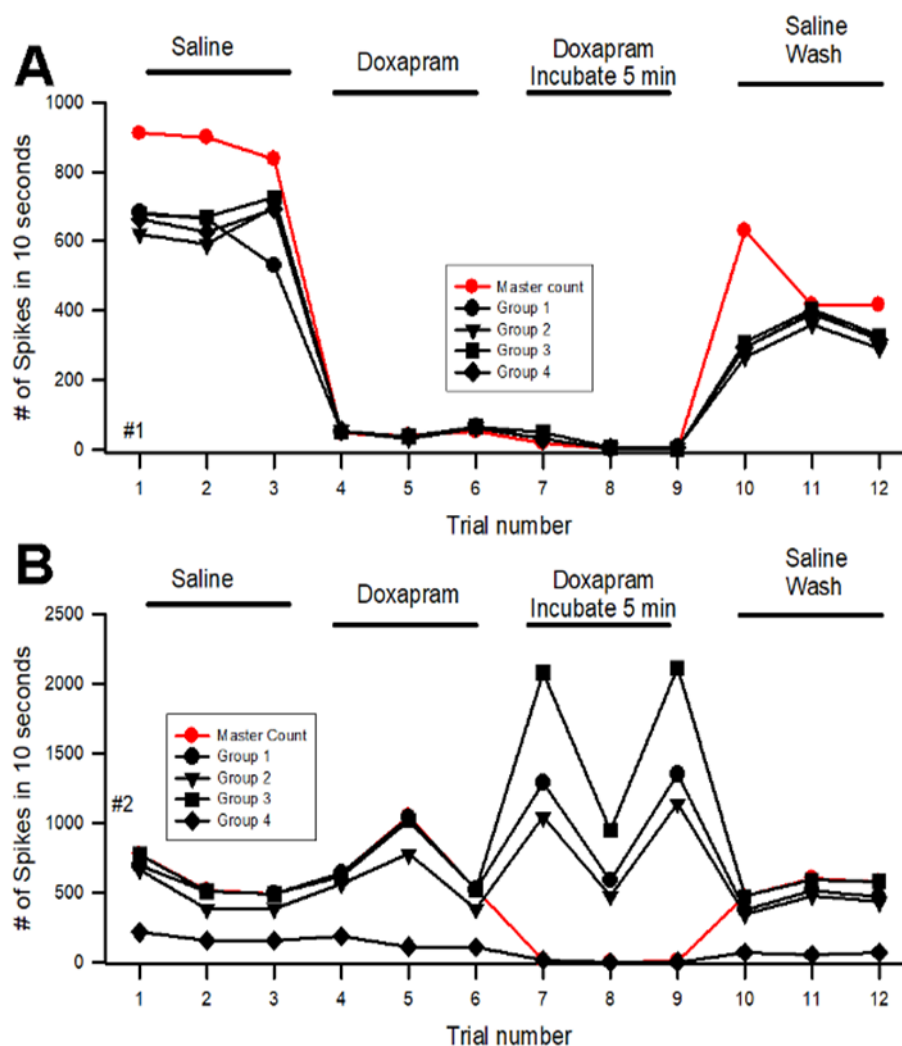 A
Saline
Doxapram
Doxapram
Incubate 5 min
Saline
Wash
# of Spikes in 10 seconds
1000
800
600
400
200
0
#1
Master count
Group 1
Group 2
Group 3
Group 4
1 2 3 4 5 6 7 8 9 10 11 12
Trial number
B
Saline
Doxapram
Doxapram
Incubate 5 min
Saline
Wash
# of Spikes in 10 seconds
2500
2000
1500
1000
500
0
#2
Master Count
Group 1
Group 2
Group 3
Group 4
1 2 3 4 5 6 7 8 9 10 11 12
Trial number